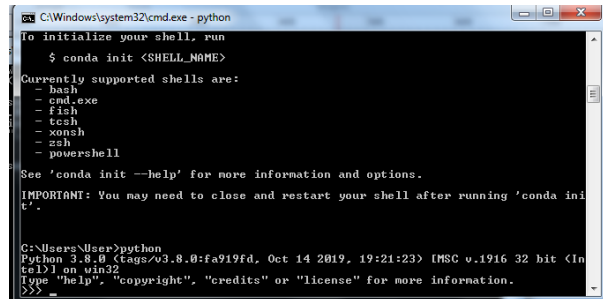 C:\Windows\system32\cmd.exe - python
To initialize your shell, run
$ conda init <SHELL_NAME>
Currently supported shells are:
- bash
- cmd.exe
- fish
- tcsh
- xonsh
- zsh
- powershell
See 'conda init --help' for more information and options.
IMPORTANT: You may need to close and restart your shell after running 'conda ini
t'.
C:\Users\User>python
Python 3.8.0 (tags/v3.8.0:fa919fd, Oct 14 2019, 19:21:23) [MSC v.1916 32 bit (In
tel)] on win32
Type "help", "copyright", "credits" or "license" for more information.
>>> _